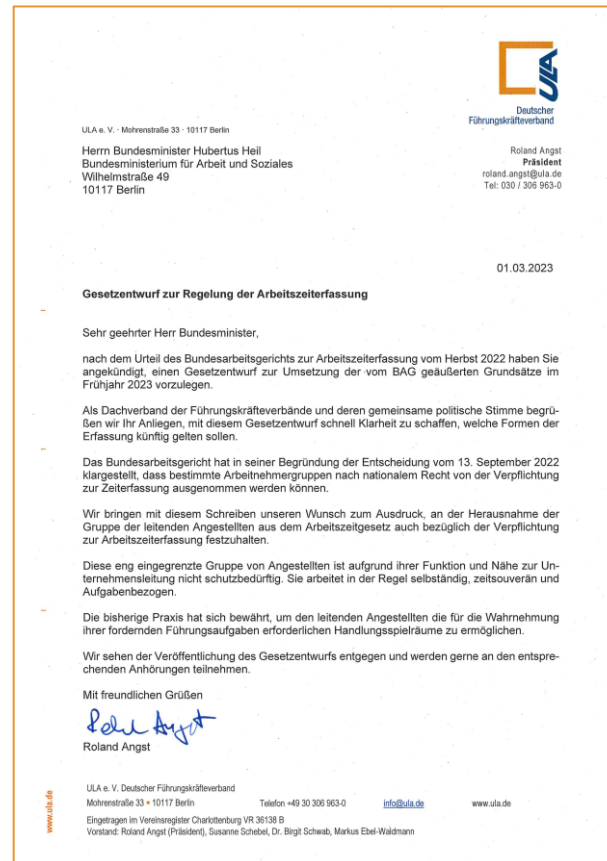 ULA
Deutscher
Führungskräfteverband
ULA e. V. · Mohrenstraße 33 · 10117 Berlin
Herrn Bundesminister Hubertus Heil
Bundesministerium für Arbeit und Soziales
Wilhelmstraße 49
10117 Berlin
Roland Angst
Präsident
roland.angst@ula.de
Tel: 030 / 306 963-0
01.03.2023
Gesetzentwurf zur Regelung der Arbeitszeiterfassung
Sehr geehrter Herr Bundesminister,
nach dem Urteil des Bundesarbeitsgerichts zur Arbeitszeiterfassung vom Herbst 2022 haben Sie
angekündigt, einen Gesetzentwurf zur Umsetzung der vom BAG geäußerten Grundsätze im
Frühjahr 2023 vorzulegen.
Als Dachverband der Führungskräfteverbände und deren gemeinsame politische Stimme begrü-
ßen wir Ihr Anliegen, mit diesem Gesetzentwurf schnell Klarheit zu schaffen, welche Formen der
Erfassung künftig gelten sollen.
Das Bundesarbeitsgericht hat in seiner Begründung der Entscheidung vom 13. September 2022
klargestellt, dass bestimmte Arbeitnehmergruppen nach nationalem Recht von der Verpflichtung
zur Zeiterfassung ausgenommen werden können.
Wir bringen mit diesem Schreiben unseren Wunsch zum Ausdruck, an der Herausnahme der
Gruppe der leitenden Angestellten aus dem Arbeitszeitgesetz auch bezüglich der Verpflichtung
zur Arbeitszeiterfassung festzuhalten.
Diese eng eingegrenzte Gruppe von Angestellten ist aufgrund ihrer Funktion und Nähe zur Un-
ternehmensleitung nicht schutzbedürftig. Sie arbeitet in der Regel selbständig, zeitsouverän und
Aufgabenbezogen.
Die bisherige Praxis hat sich bewährt, um den leitenden Angestellten die für die Wahrnehmung
ihrer fordernden Führungsaufgaben erforderlichen Handlungsspielräume zu ermöglichen.
Wir sehen der Veröffentlichung des Gesetzentwurfs entgegen und werden gerne an den entspre-
chenden Anhörungen teilnehmen.
Mit freundlichen Grüßen
Roland Angst
Roland Angst
www.ula.de
ULA e. V. Deutscher Führungskräfteverband
Mohrenstraße 33 • 10117 Berlin Telefon +49 30 306 963-0 info@ula.de www.ula.de
Eingetragen im Vereinsregister Charlottenburg VR 36138 B
Vorstand: Roland Angst (Präsident), Susanne Schebel, Dr. Birgit Schwab, Markus Ebel-Waldmann